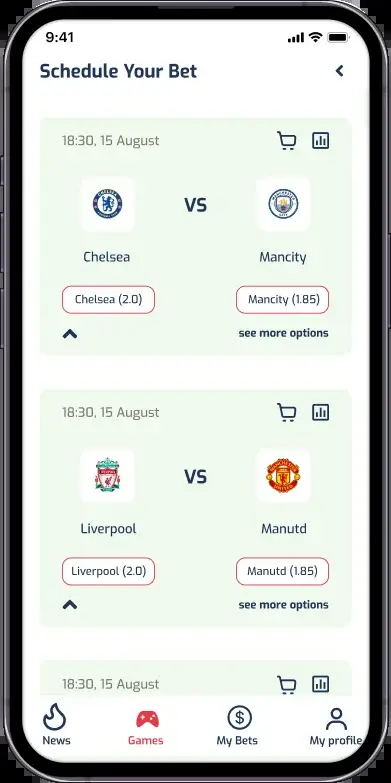 9:41
Schedule Your Bet
18:30, 15 August
VS
Chelsea Mancity
Chelsea (2.0) Mancity (1.85)
see more options
18:30, 15 August
VS
Liverpool Manutd
Liverpool (2.0) Manutd (1.85)
see more options
18:30, 15 August
News Games My Bets My profile